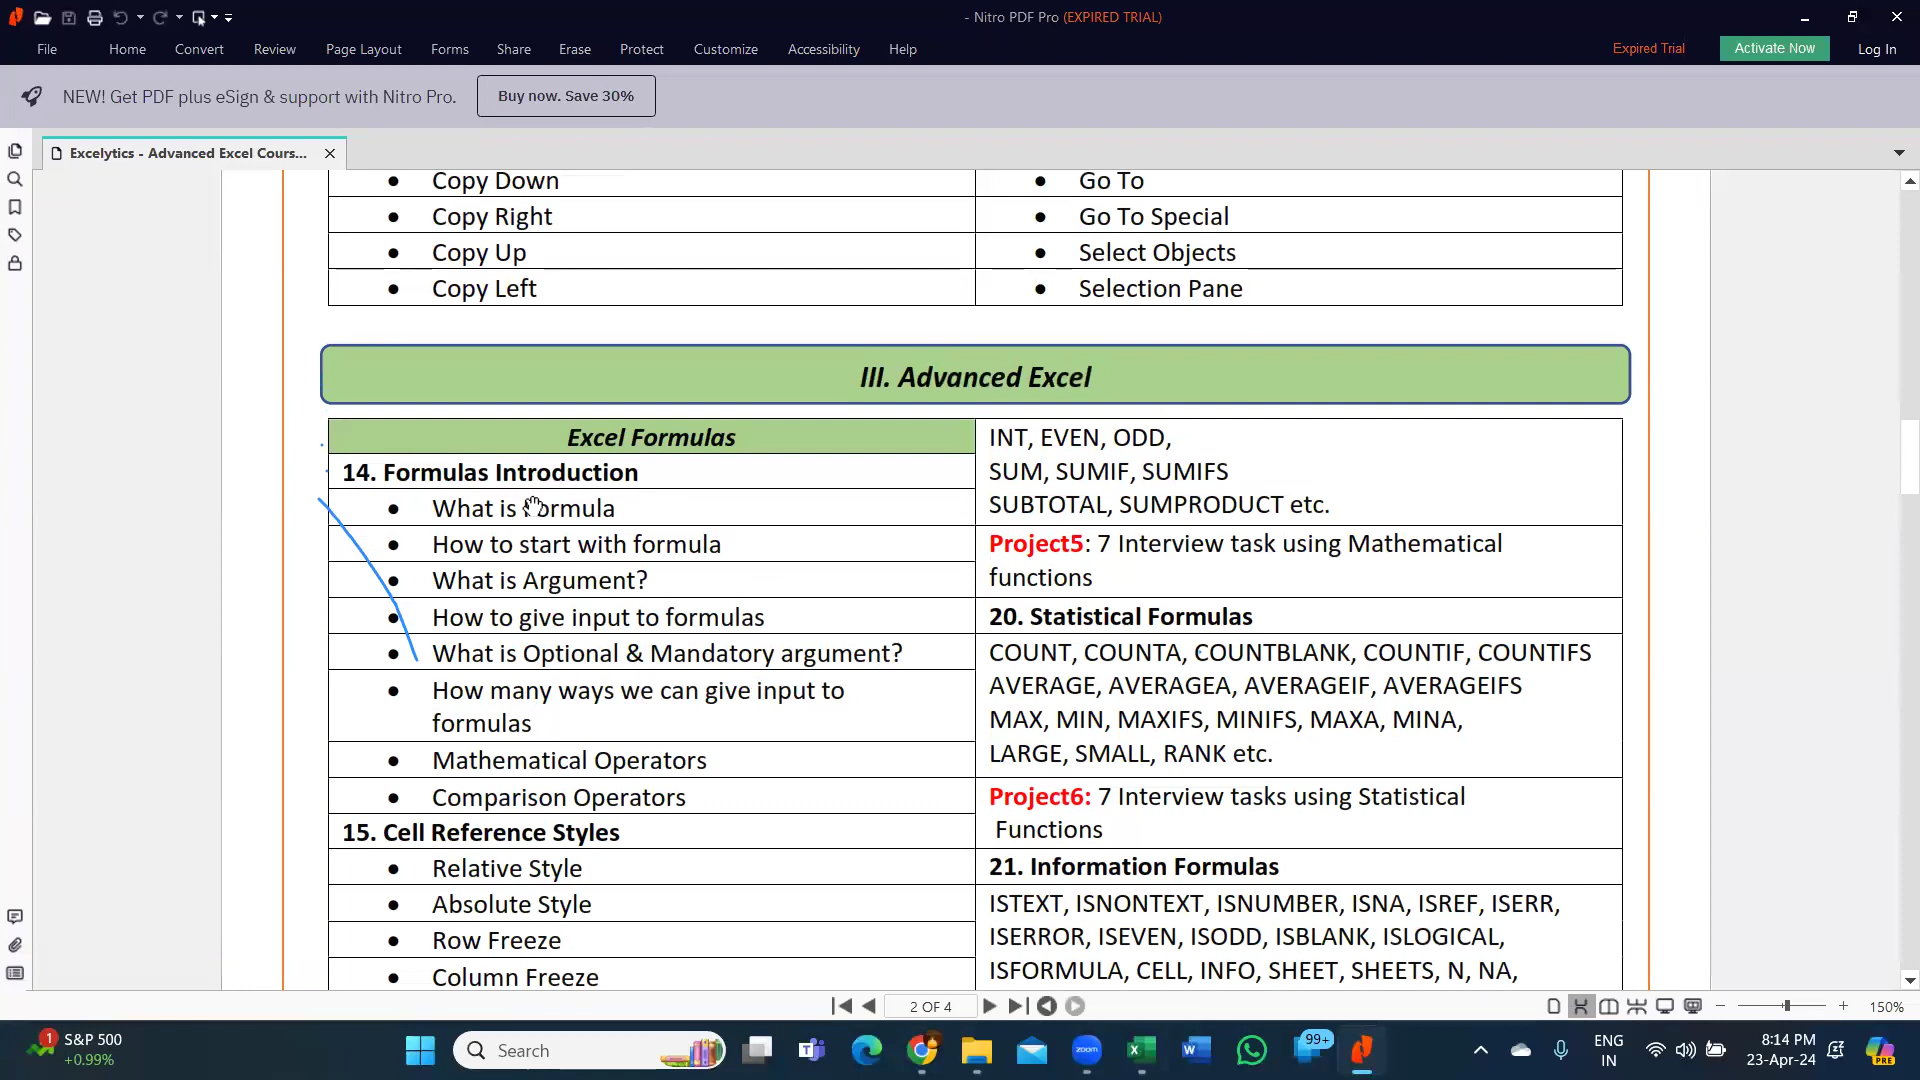 - Nitro PDF Pro (EXPIRED TRIAL)
File Home Convert Review Page Layout Forms Share Erase Protect Customize Accessibility Help
Expired Trial Activate Now Log In
NEW! Get PDF plus eSign & support with Nitro Pro. Buy now. Save 30%
Excelytics - Advanced Excel Cours...
• Copy Down
• Copy Right
• Copy Up
• Copy Left
• Go To
• Go To Special
• Select Objects
• Selection Pane
III. Advanced Excel
Excel Formulas
14. Formulas Introduction
• What is formula
• How to start with formula
• What is Argument?
• How to give input to formulas
• What is Optional & Mandatory argument?
• How many ways we can give input to
formulas
• Mathematical Operators
• Comparison Operators
15. Cell Reference Styles
• Relative Style
• Absolute Style
• Row Freeze
• Column Freeze
INT, EVEN, ODD,
SUM, SUMIF, SUMIFS
SUBTOTAL, SUMPRODUCT etc.
Project5: 7 Interview task using Mathematical
functions
20. Statistical Formulas
COUNT, COUNTA, COUNTBLANK, COUNTIF, COUNTIFS
AVERAGE, AVERAGEA, AVERAGEIF, AVERAGEIFS
MAX, MIN, MAXIFS, MINIFS, MAXA, MINA,
LARGE, SMALL, RANK etc.
Project6: 7 Interview tasks using Statistical
Functions
21. Information Formulas
ISTEXT, ISNONTEXT, ISNUMBER, ISNA, ISREF, ISERR,
ISERROR, ISEVEN, ISODD, ISBLANK, ISLOGICAL,
ISFORMULA, CELL, INFO, SHEET, SHEETS, N, NA,
2 OF 4
150%
1
S&P 500
+0.99%
Search
zoom
99+
ENG
IN
8:14 PM
23-Apr-24
PRE